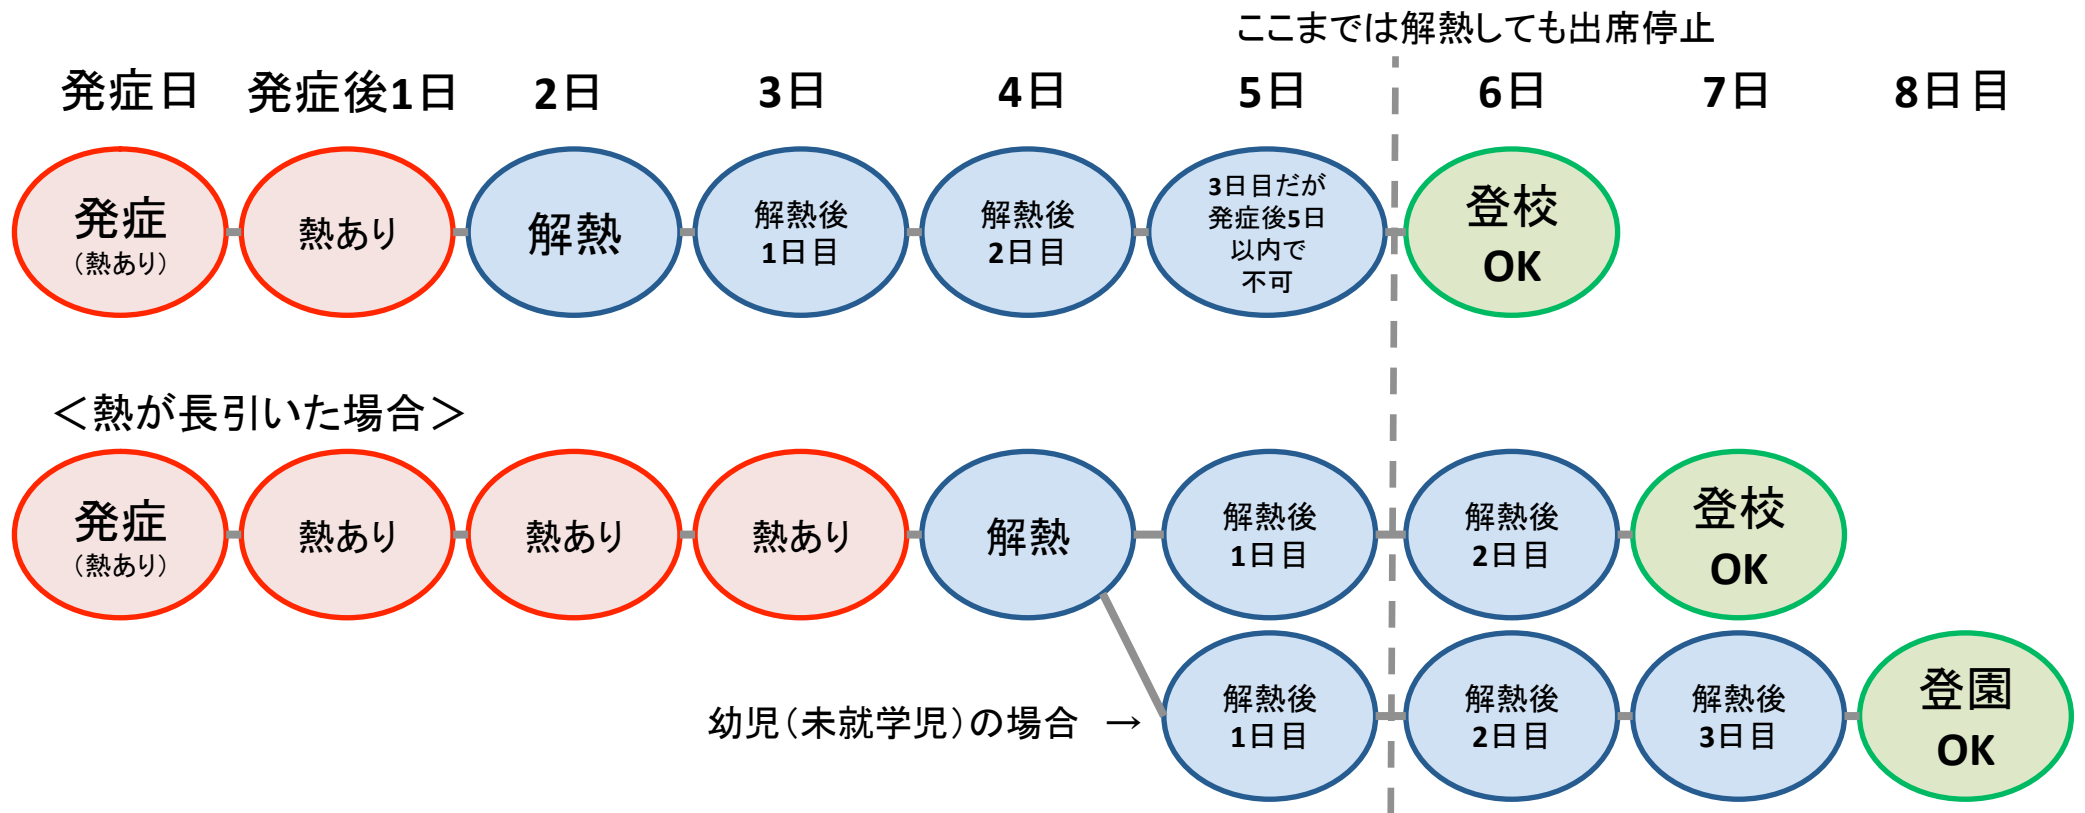 ここまでは解熱しても出席停止
発症日 発症後1日 2日 3日 4日 5日 6日 7日 8日目
発症
（熱あり）
熱あり
解熱
解熱後
1日目
解熱後
2日目
3日目だが
発症後5日
以内で
不可
登校
OK
＜熱が長引いた場合＞
発症
（熱あり）
熱あり
熱あり
熱あり
解熱
解熱後
1日目
解熱後
2日目
登校
OK
幼児（未就学児）の場合 →
解熱後
1日目
解熱後
2日目
解熱後
3日目
登園
OK